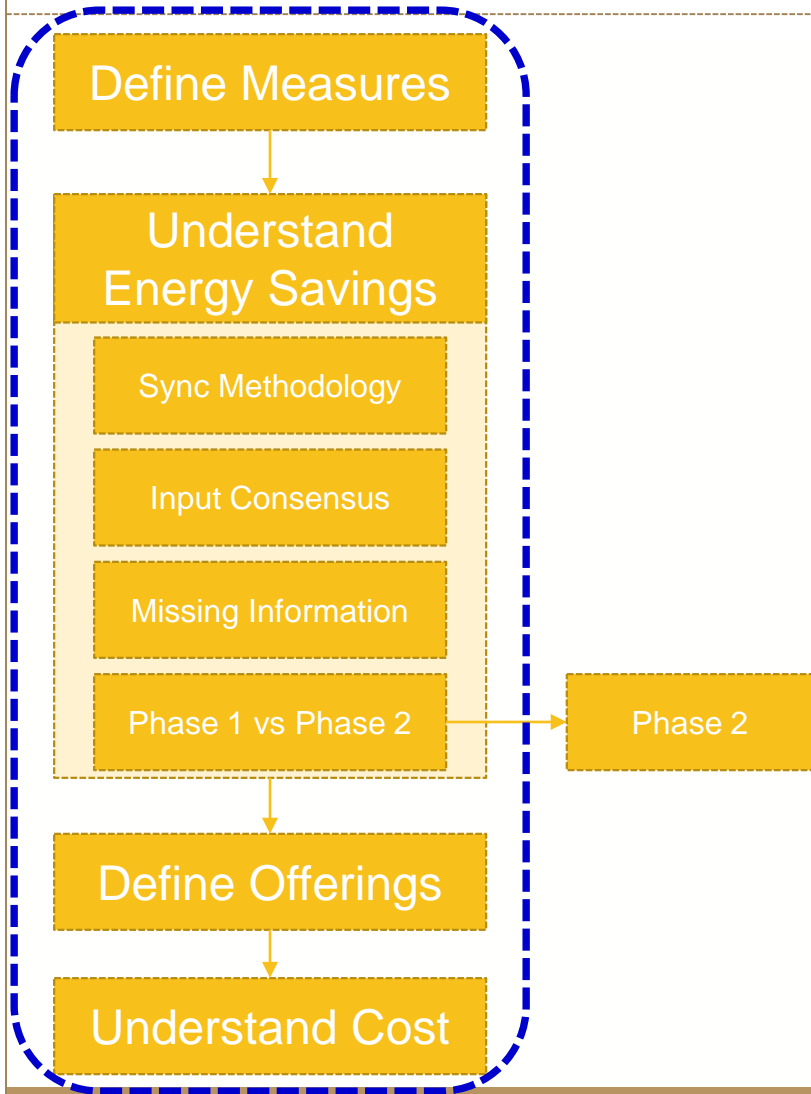 Define Measures
Understand
Energy Savings
Sync Methodology
Input Consensus
Missing Information
Phase 1 vs Phase 2
Phase 2
Define Offerings
Understand Cost